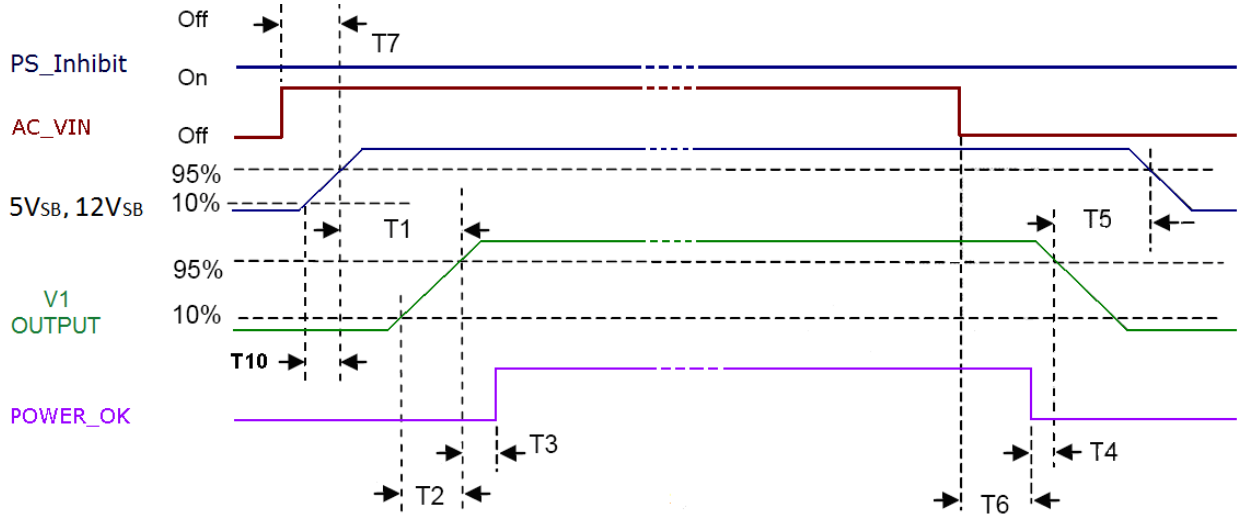 Off
T7
PS_Inhibit
On
AC_VIN
Off
95%
5VSB, 12VSB
10%
T1
T5
95%
V1
OUTPUT
10%
T10
POWER_OK
T3
T4
T2
T6